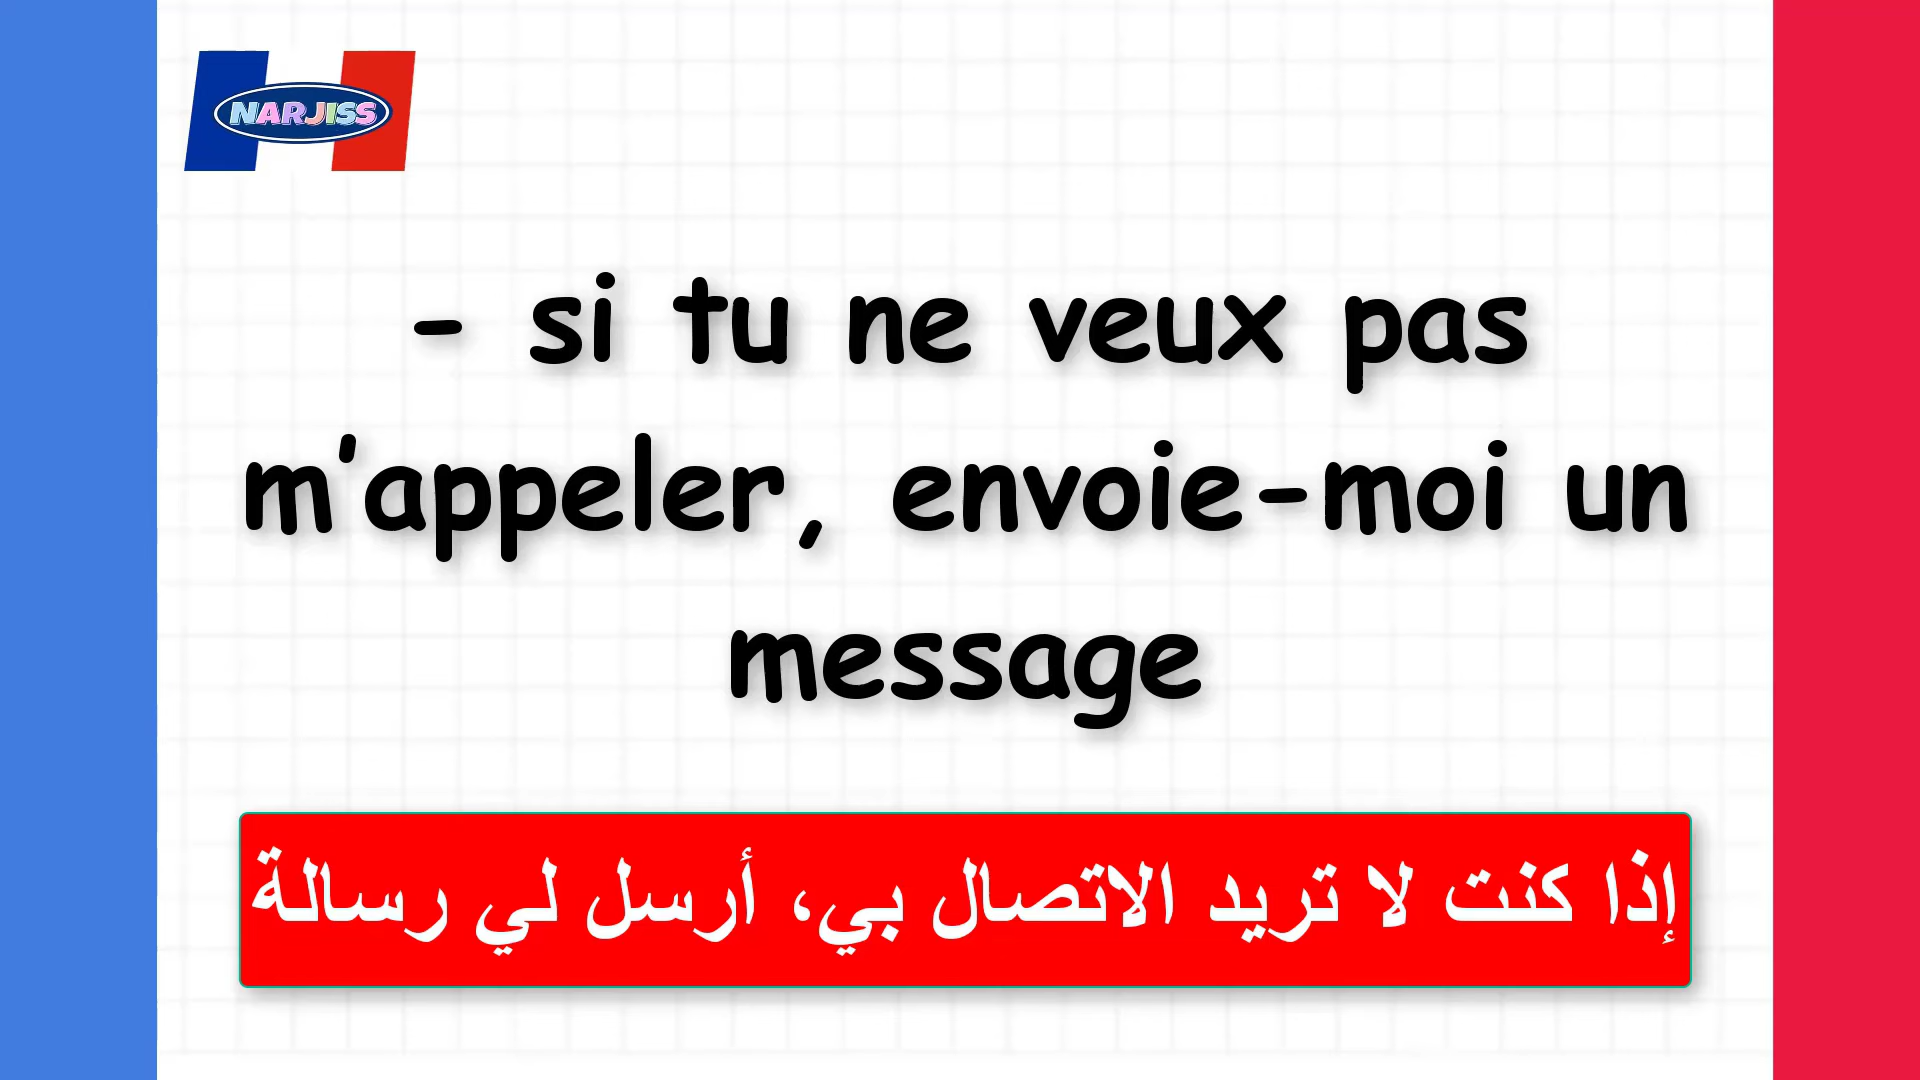 NARJISS
- si tu ne veux pas
m'appeler, envoie-moi un
message
إذا كنت لا تريد الاتصال بي، أرسل لي رسالة